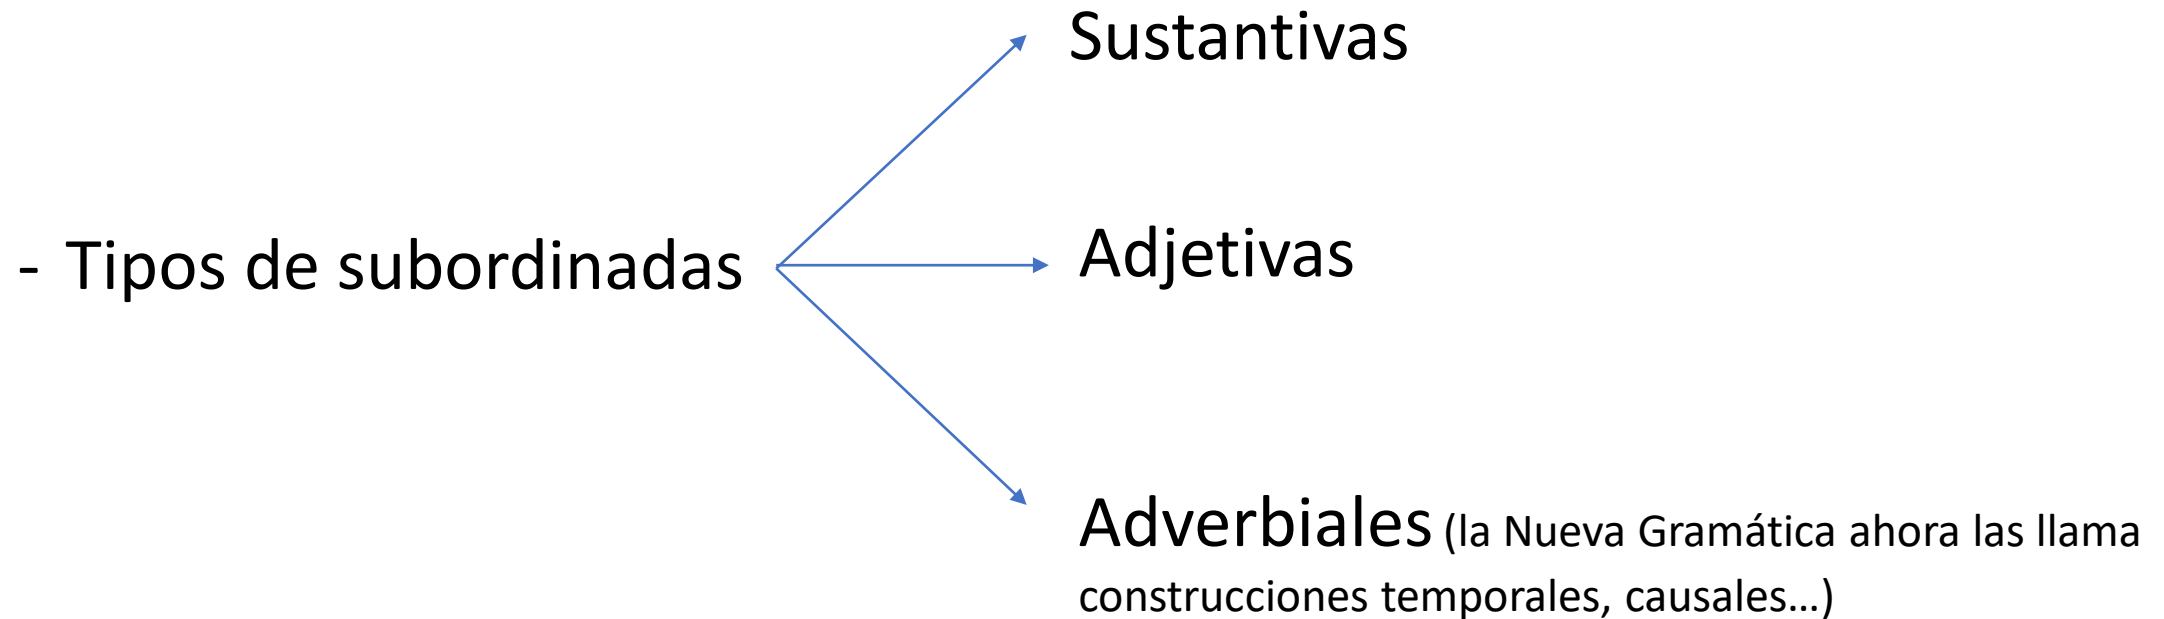 Sustantivas
- Tipos de subordinadas
Adjetivas
Adverbiales (la Nueva Gramática ahora las llama
construcciones temporales, causales...)